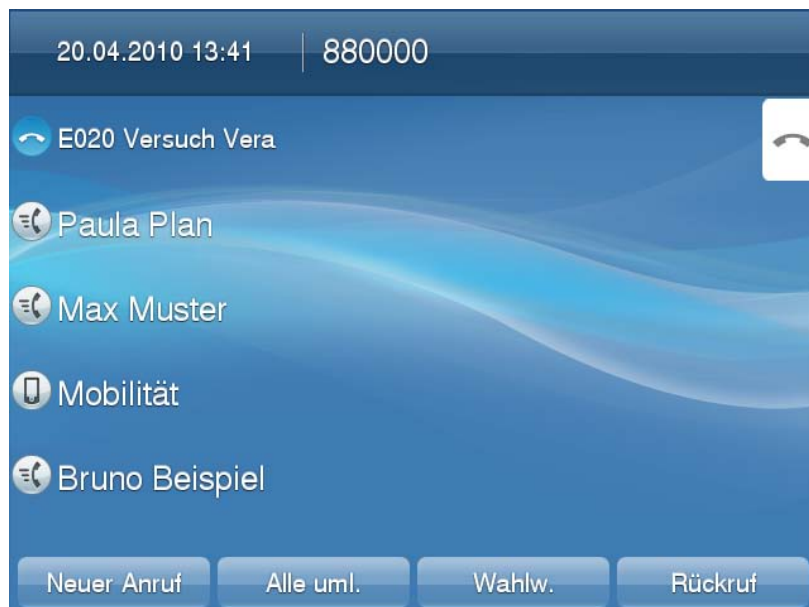 20.04.2010 13:41 880000
E020 Versuch Vera
Paula Plan
Max Muster
Mobilität
Bruno Beispiel
Neuer Anruf Alle uml. Wahlw. Rückruf